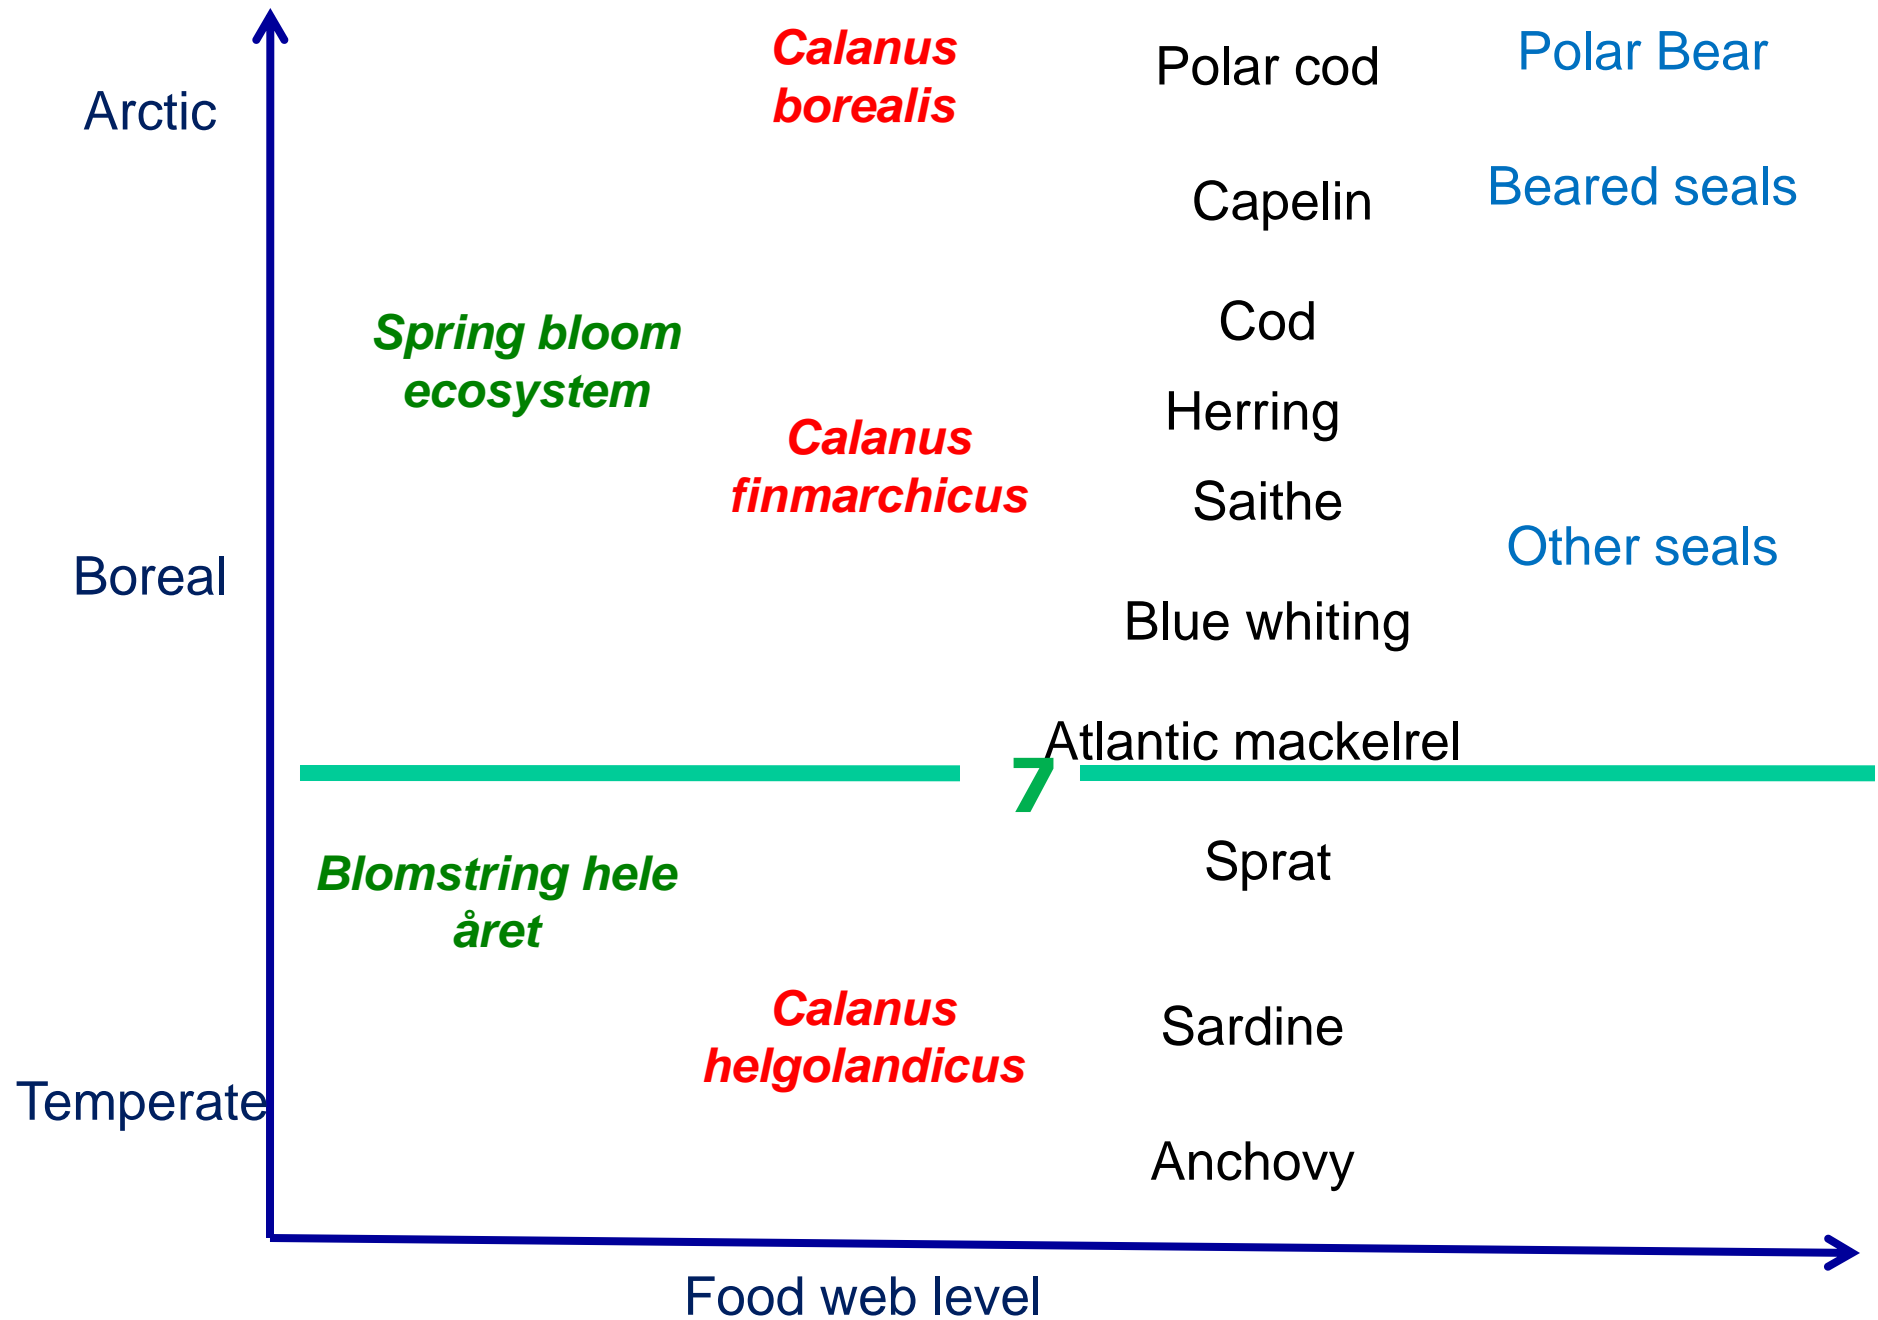 Arctic
Calanus
borealis
Polar cod
Polar Bear
Capelin
Beared seals
Spring bloom
ecosystem
Cod
Herring
Calanus
finmarchicus
Saithe
Other seals
Boreal
Blue whiting
Atlantic mackelrel
7
Sprat
Blomstring hele
året
Calanus
helgolandicus
Sardine
Temperate
Anchovy
Food web level